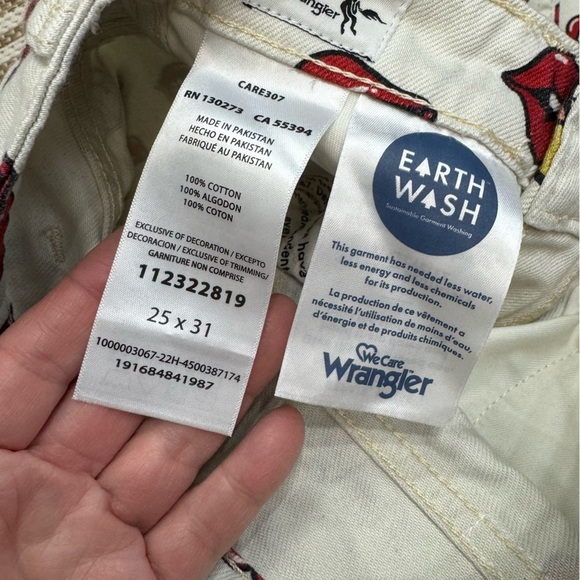 Wrangler
CARE307
RN 130273 CA 55394
MADE IN PAKISTAN
HECHO EN PAKISTAN
FABRIQUÉ AU PAKISTAN
100% COTTON
100% ALGODON
100% COTON
EXCLUSIVE OF DECORATION / EXCEPTO
DECORACION / EXCLUSIVE OF TRIMMING/
GARNITURE NON COMPRISE
112322819
25 x 31
1000003067-22H-4500387174
191684841987
EARTH
WASH
Sustainable Garment Washing
This garment has needed less water,
less energy and less chemicals
for its production.
La production de ce vêtement a
nécessité l'utilisation de moins d'eau,
d'énergie et de produits chimiques.
We Care
Wrangler